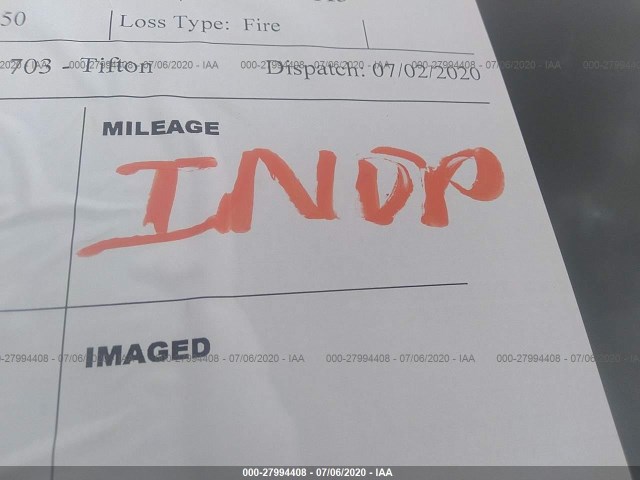 50 Loss Type: Fire
703 - Tifton Dispatch: 07/02/2020
000-27994408 - 07/06/2020 - IAA 000-27994408 - 07/06/2020 - IAA
MILEAGE
INOP
IMAGED
0-27994408 - 07/06/2020 - IAA 000-27994408 - 07/06/2020 - IAA 000-27994408 - 07/06/2020 - IAA 000-27994408 - 07/06/2020
000-27994408 - 07/06/2020 - IAA